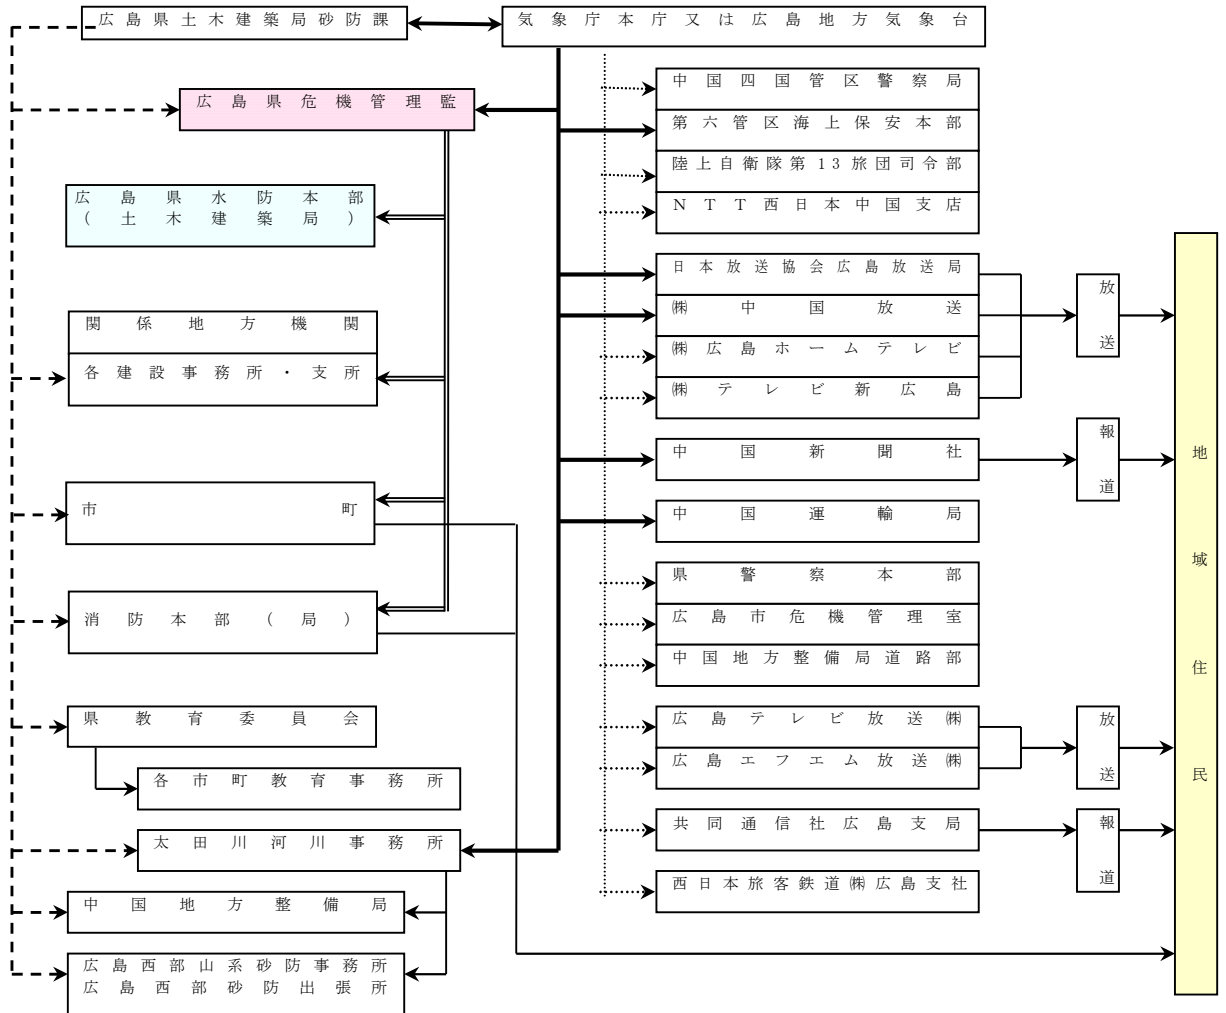 広島県土木建築局砂防課
気象庁本庁又は広島地方気象台
広島県危機管理監
広島県水防本部
(土木建築局)
関係地方機関
各建設事務所・支所
市町
消防本部(局)
県教育委員会
各市町教育事務所
太田川河川事務所
中国地方整備局
広島西部山系砂防事務所
広島西部砂防出張所
中国四国管区警察局
第六管区海上保安本部
陸上自衛隊第13旅団司令部
NTT西日本中国支店
日本放送協会広島放送局
㈱中国放送
㈱広島ホームテレビ
㈱テレビ新広島
中国新聞社
中国運輸局
県警察本部
広島市危機管理室
中国地方整備局道路部
広島テレビ放送㈱
広島エフエム放送㈱
共同通信社広島支局
西日本旅客鉄道㈱広島支社
放送
報道
放送
報道
地域住民